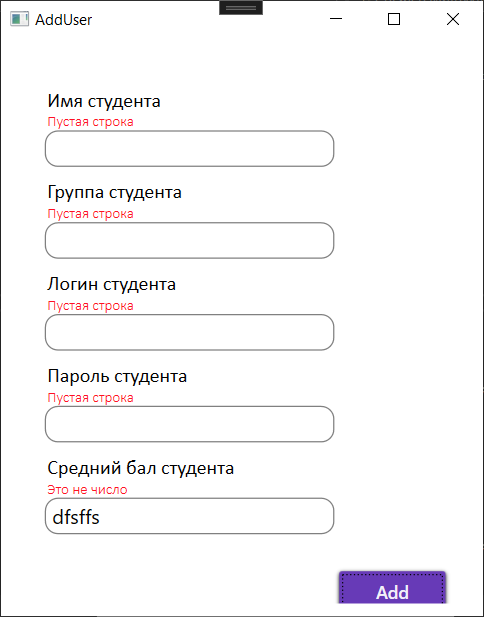 AddUser
Имя студента
Пустая строка
Группа студента
Пустая строка
Логин студента
Пустая строка
Пароль студента
Пустая строка
Средний бал студента
Это не число
dfsffs
Add